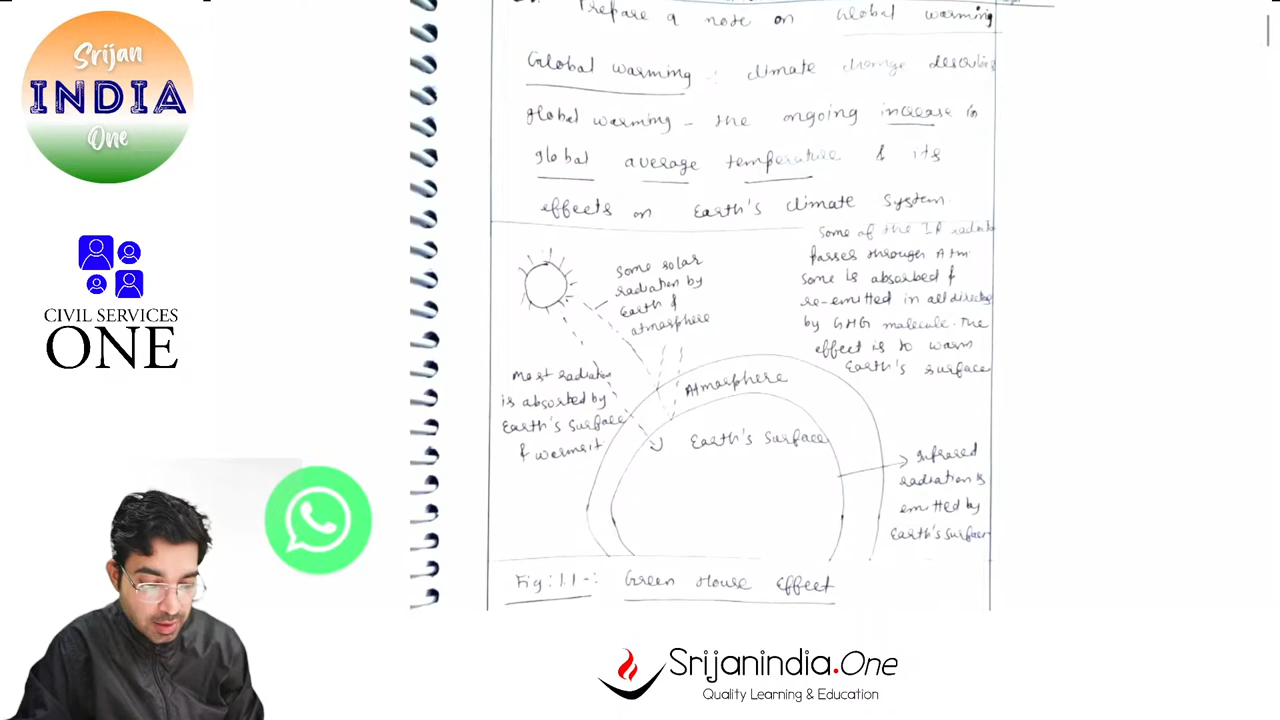 Srijan
INDIA
One
CIVIL SERVICES
ONE
Prepare a note on Global warming
Global warming -: climate change describes
global warming - the ongoing increase in
global average temperature & its
effects on Earth's climate System.
Some solar
radiation by
Earth &
atmosphere
Some of the IR radiat
passes through Atm
some is absorbed &
re-emitted in all directio
by GHG molecule. The
effect is to warm
Earth's surface
most radiation
is absorbed by
Earth's Surface
& warms it
Atmosphere
Earth's Surface
Infrared
radiation is
emitted by
Earth's Surface
Fig: 1.1 -: Green House Effect
Srijanindia.One
Quality Learning & Education